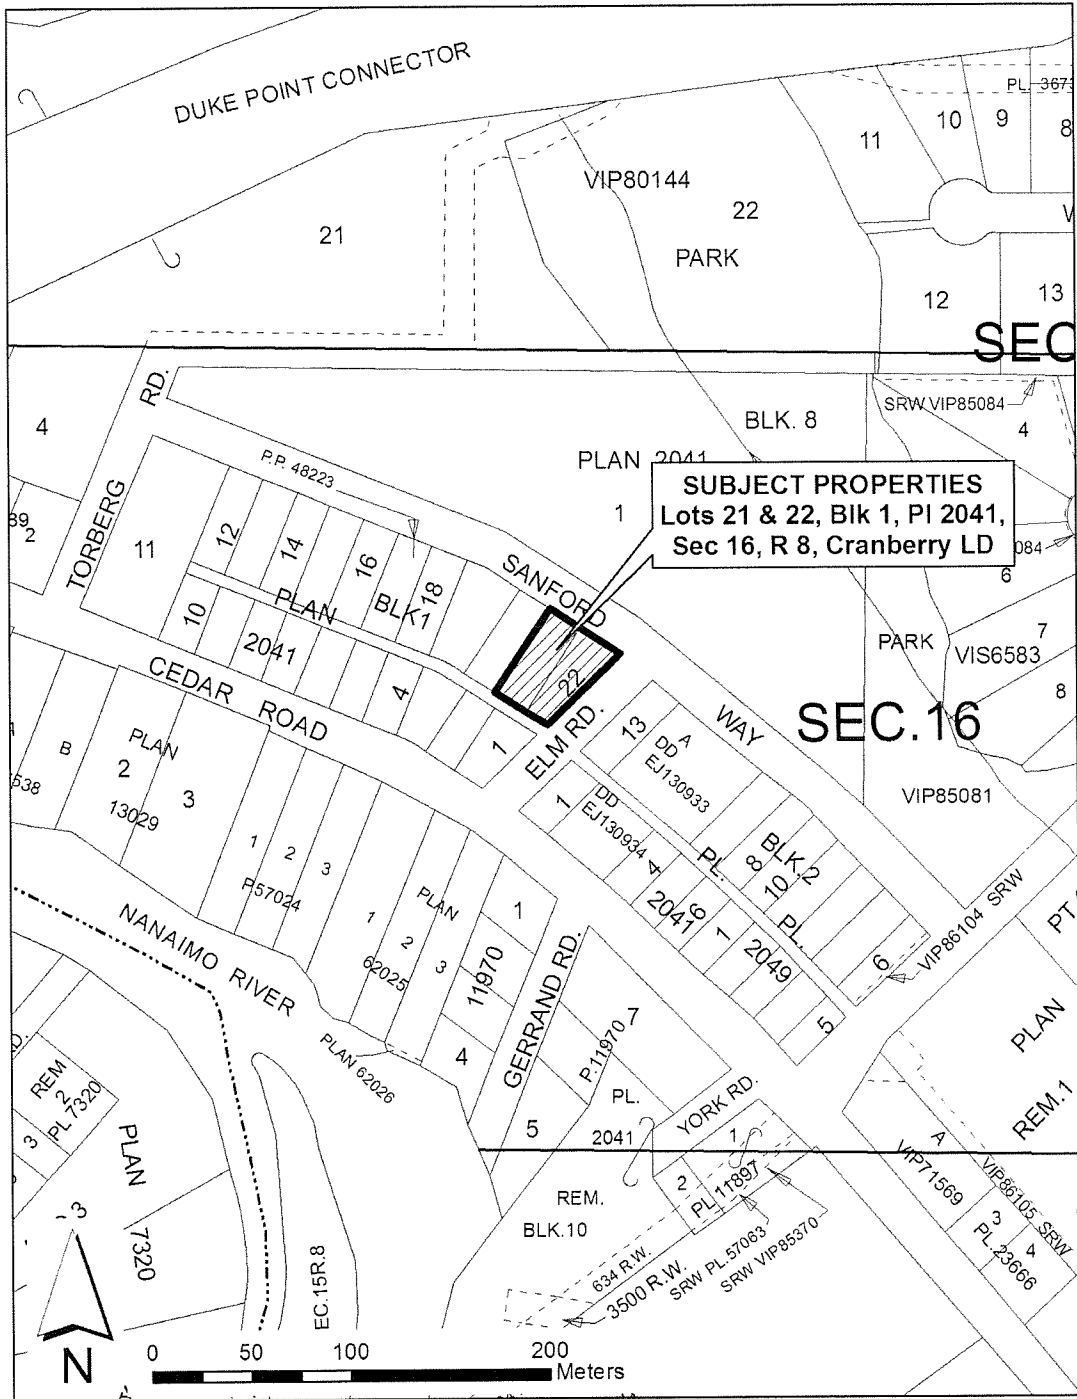 DUKE POINT CONNECTOR
PL. 3673
10
9
8
11
VIP80144
22
21
PARK
12
13
SEC
RD.
SRW VIP85084
4
BLK. 8
4
P.P. 48223
PLAN 2041
SUBJECT PROPERTIES
Lots 21 & 22, Blk 1, Pl 2041,
Sec 16, R 8, Cranberry LD
1
89
2
TORBERG
11
12
14
16
18
084
6
SANFORD
PLAN
BLK1
10
2041
7
PARK
VIS6583
8
CEDAR ROAD
4
22
1
ELM RD.
13
A
DD
EJ130933
WAY
SEC.16
B
PLAN
2
3
13029
538
VIP85081
1
DD
EJ130934
4
6
1
PL.
8
10
BLK.2
2041
2049
PL.
1
2
3
P.57024
1
2
3
PLAN
62025
1
11970
4
VIP86104 SRW
6
5
PT.
NANAIMO RIVER
GERRAND RD.
7
P.11970
PLAN
REM.1
PLAN 62026
RD.
REM
2
PL.7320
3
PL.
5
2041
YORK RD.
1
2
PL.11897
A
VIP71569
VIP86105 SRW
3
4
PL.23666
REM.
BLK.10
PLAN 7320
3
634 R.W.
3500 R.W.
SRW PL.57063
SRW VIP85370
EC.15R.8
N
0 50 100 200
Meters